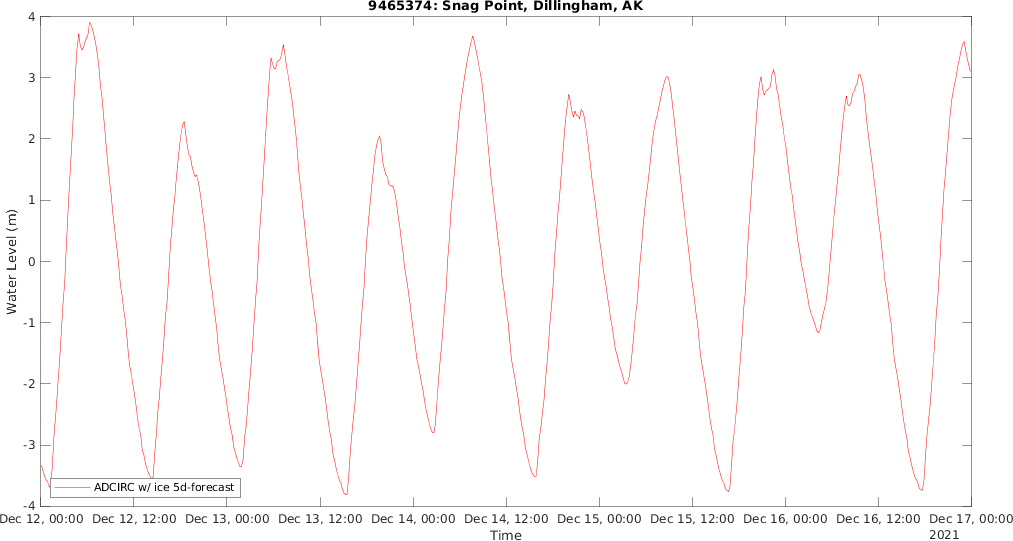 9465374: Snag Point, Dillingham, AK
Water Level (m)
4
3
2
1
0
-1
-2
-3
-4
ADCIRC w/ ice 5d-forecast
Dec 12, 00:00 Dec 12, 12:00 Dec 13, 00:00 Dec 13, 12:00 Dec 14, 00:00 Dec 14, 12:00 Dec 15, 00:00 Dec 15, 12:00 Dec 16, 00:00 Dec 16, 12:00 Dec 17, 00:00
Time
2021